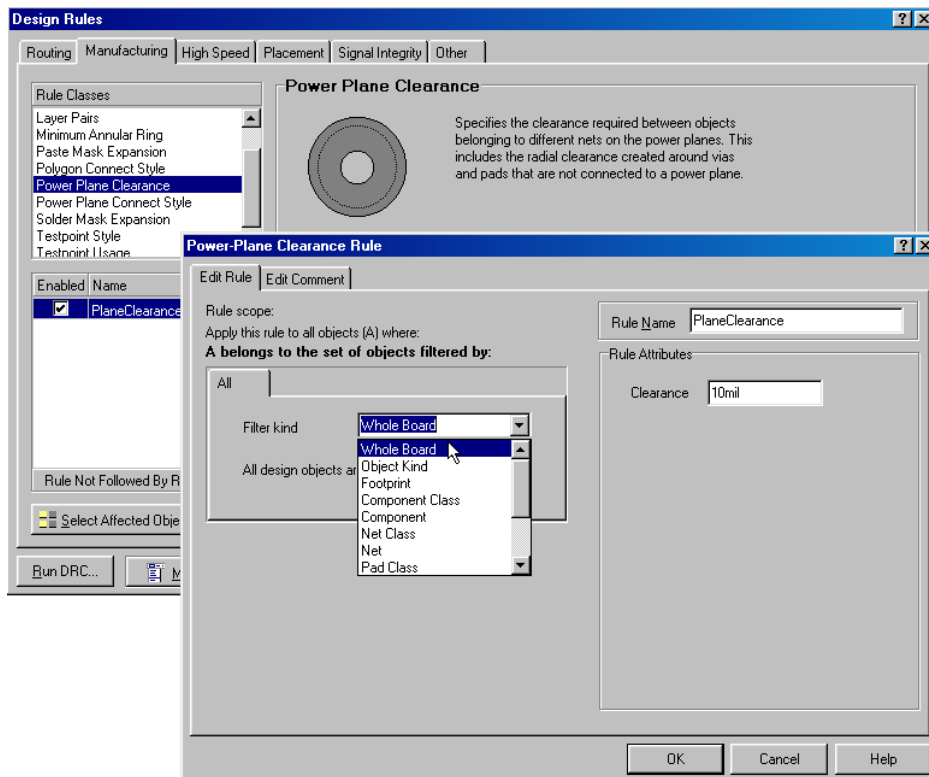 Design Rules
Routing Manufacturing High Speed Placement Signal Integrity Other
Rule Classes
Layer Pairs
Minimum Annular Ring
Paste Mask Expansion
Polygon Connect Style
Power Plane Clearance
Power Plane Connect Style
Solder Mask Expansion
Testpoint Style
Testpoint Usage
Power Plane Clearance
Specifies the clearance required between objects
belonging to different nets on the power planes. This
includes the radial clearance created around vias
and pads that are not connected to a power plane.
Enabled Name
PlaneClearance
Rule Not Followed By R
Select Affected Obje
Run DRC... M
Power-Plane Clearance Rule
Edit Rule Edit Comment
Rule scope:
Apply this rule to all objects (A) where:
A belongs to the set of objects filtered by:
All
Filter kind Whole Board
Whole Board
Object Kind
Footprint
Component Class
Component
Net Class
Net
Pad Class
All design objects ar
Rule Name PlaneClearance
Rule Attributes
Clearance 10mil
OK Cancel Help